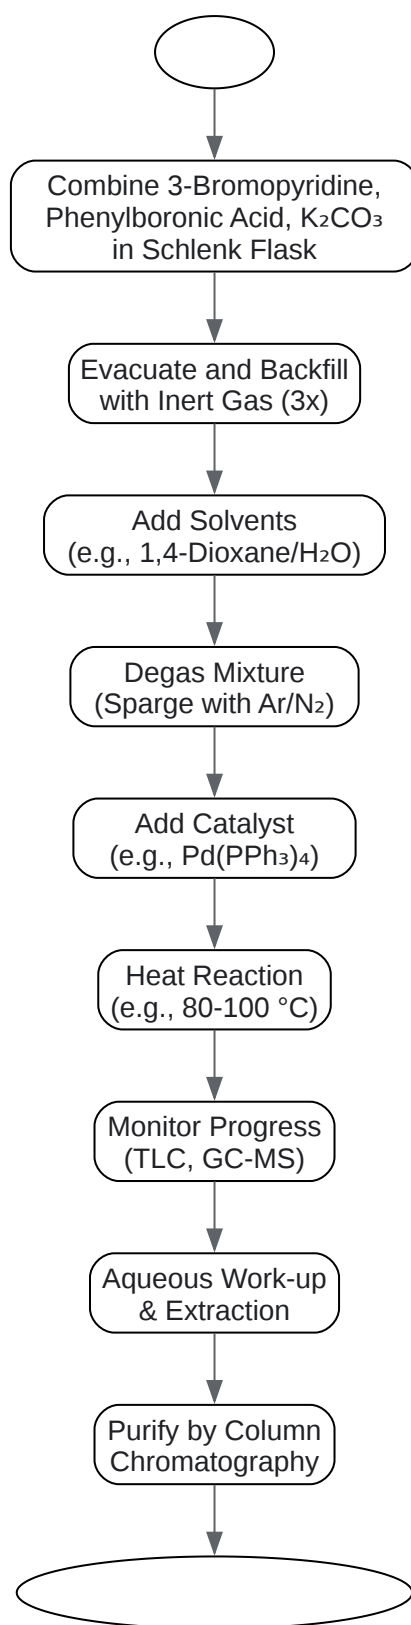 Combine 3-Bromopyridine,
Phenylboronic Acid, K₂CO₃
in Schlenk Flask
Evacuate and Backfill
with Inert Gas (3x)
Add Solvents
(e.g., 1,4-Dioxane/H₂O)
Degas Mixture
(Sparge with Ar/N₂)
Add Catalyst
(e.g., Pd(PPh₃)₄)
Heat Reaction
(e.g., 80-100 °C)
Monitor Progress
(TLC, GC-MS)
Aqueous Work-up
& Extraction
Purify by Column
Chromatography